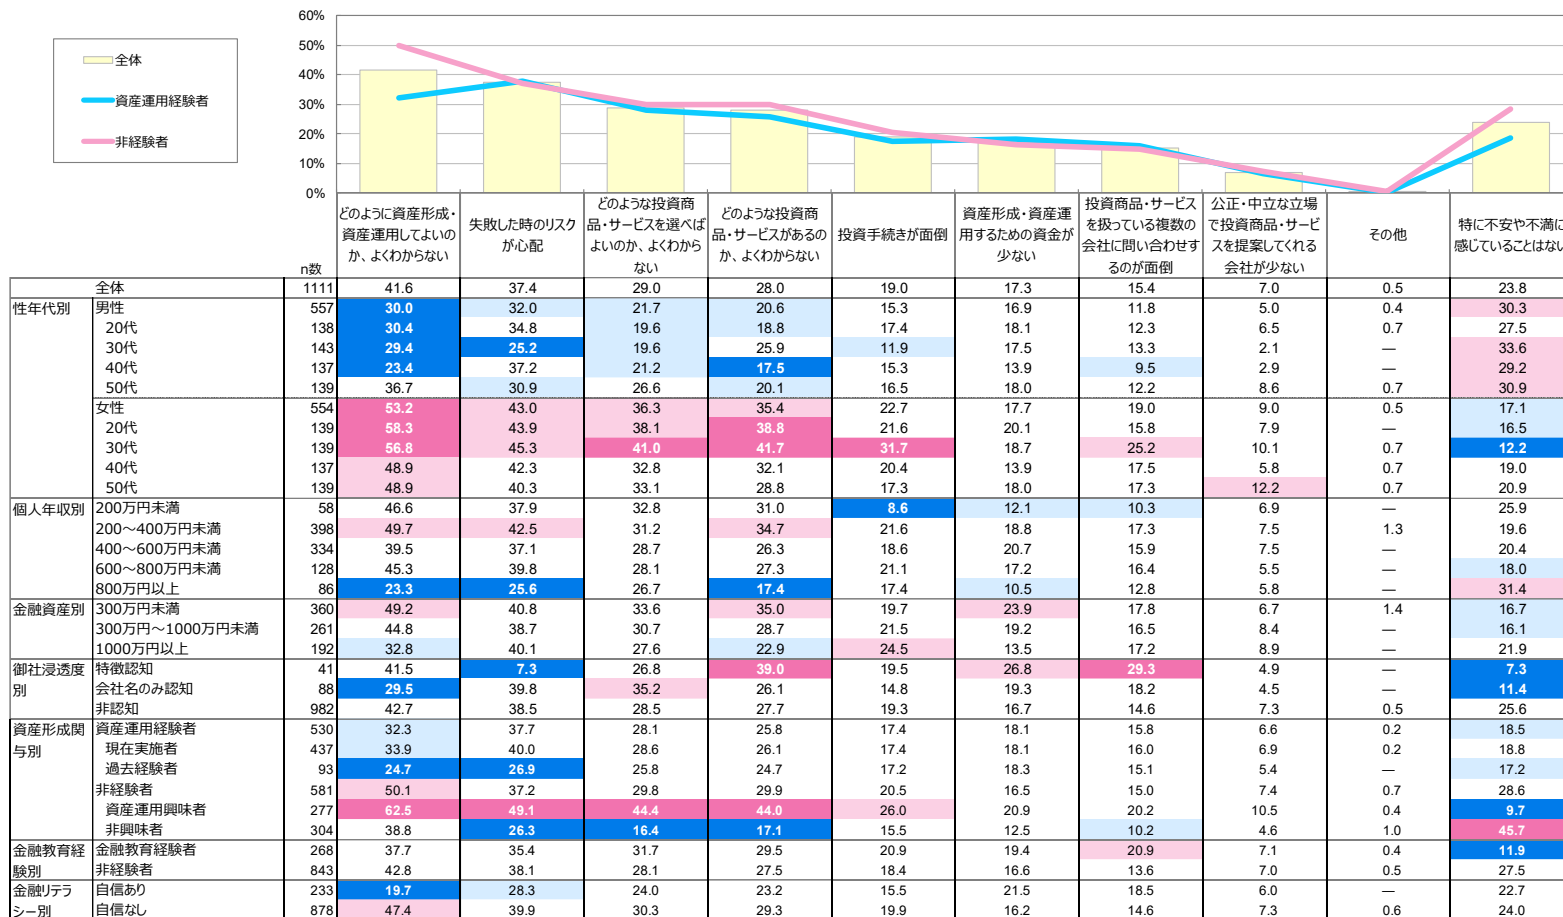 60%
50%
40%
30%
20%
10%
0%
全体
資産運用経験者
非経験者
n数
どのように資産形成・
資産運用してよいの
か、よくわからない
失敗した時のリスク
が心配
どのような投資商
品・サービスを選べば
よいのか、よくわから
ない
どのような投資商
品・サービスがあるの
か、よくわからない
投資手続きが面倒
資産形成・資産運
用するための資金が
少ない
投資商品・サービス
を扱っている複数の
会社に問い合わせす
るのが面倒
公正・中立な立場
で投資商品・サービ
スを提案してくれる
会社が少ない
その他
特に不安や不満に
感じていることはない
全体 1111 41.6 37.4 29.0 28.0 19.0 17.3 15.4 7.0 0.5 23.8
性年代別 男性 557 30.0 32.0 21.7 20.6 15.3 16.9 11.8 5.0 0.4 30.3
20代 138 30.4 34.8 19.6 18.8 17.4 18.1 12.3 6.5 0.7 27.5
30代 143 29.4 25.2 19.6 25.9 11.9 17.5 13.3 2.1 — 33.6
40代 137 23.4 37.2 21.2 17.5 15.3 13.9 9.5 2.9 — 29.2
50代 139 36.7 30.9 26.6 20.1 16.5 18.0 12.2 8.6 0.7 30.9
女性 554 53.2 43.0 36.3 35.4 22.7 17.7 19.0 9.0 0.5 17.1
20代 139 58.3 43.9 38.1 38.8 21.6 20.1 15.8 7.9 — 16.5
30代 139 56.8 45.3 41.0 41.7 31.7 18.7 25.2 10.1 0.7 12.2
40代 137 48.9 42.3 32.8 32.1 20.4 13.9 17.5 5.8 0.7 19.0
50代 139 48.9 40.3 33.1 28.8 17.3 18.0 17.3 12.2 0.7 20.9
個人年収別 200万円未満 58 46.6 37.9 32.8 31.0 8.6 12.1 10.3 6.9 — 25.9
200～400万円未満 398 49.7 42.5 31.2 34.7 21.6 18.8 17.3 7.5 1.3 19.6
400～600万円未満 334 39.5 37.1 28.7 26.3 18.6 20.7 15.9 7.5 — 20.4
600～800万円未満 128 45.3 39.8 28.1 27.3 21.1 17.2 16.4 5.5 — 18.0
800万円以上 86 23.3 25.6 26.7 17.4 17.4 10.5 12.8 5.8 — 31.4
金融資産別 300万円未満 360 49.2 40.8 33.6 35.0 19.7 23.9 17.8 6.7 1.4 16.7
300万円～1000万円未満 261 44.8 38.7 30.7 28.7 21.5 19.2 16.5 8.4 — 16.1
1000万円以上 192 32.8 40.1 27.6 22.9 24.5 13.5 17.2 8.9 — 21.9
御社浸透度 特徴認知 41 41.5 7.3 26.8 39.0 19.5 26.8 29.3 4.9 — 7.3
別 会社名のみ認知 88 29.5 39.8 35.2 26.1 14.8 19.3 18.2 4.5 — 11.4
非認知 982 42.7 38.5 28.5 27.7 19.3 16.7 14.6 7.3 0.5 25.6
資産形成関 資産運用経験者 530 32.3 37.7 28.1 25.8 17.4 18.1 15.8 6.6 0.2 18.5
与別 現在実施者 437 33.9 40.0 28.6 26.1 17.4 18.1 16.0 6.9 0.2 18.8
過去経験者 93 24.7 26.9 25.8 24.7 17.2 18.3 15.1 5.4 — 17.2
非経験者 581 50.1 37.2 29.8 29.9 20.5 16.5 15.0 7.4 0.7 28.6
資産運用興味者 277 62.5 49.1 44.4 44.0 26.0 20.9 20.2 10.5 0.4 9.7
非興味者 304 38.8 26.3 16.4 17.1 15.5 12.5 10.2 4.6 1.0 45.7
金融教育経 金融教育経験者 268 37.7 35.4 31.7 29.5 20.9 19.4 20.9 7.1 0.4 11.9
験別 非経験者 843 42.8 38.1 28.1 27.5 18.4 16.6 13.6 7.0 0.5 27.5
金融リテラ 自信あり 233 19.7 28.3 24.0 23.2 15.5 21.5 18.5 6.0 — 22.7
シー別 自信なし 878 47.4 39.9 30.3 29.3 19.9 16.2 14.6 7.3 0.6 24.0